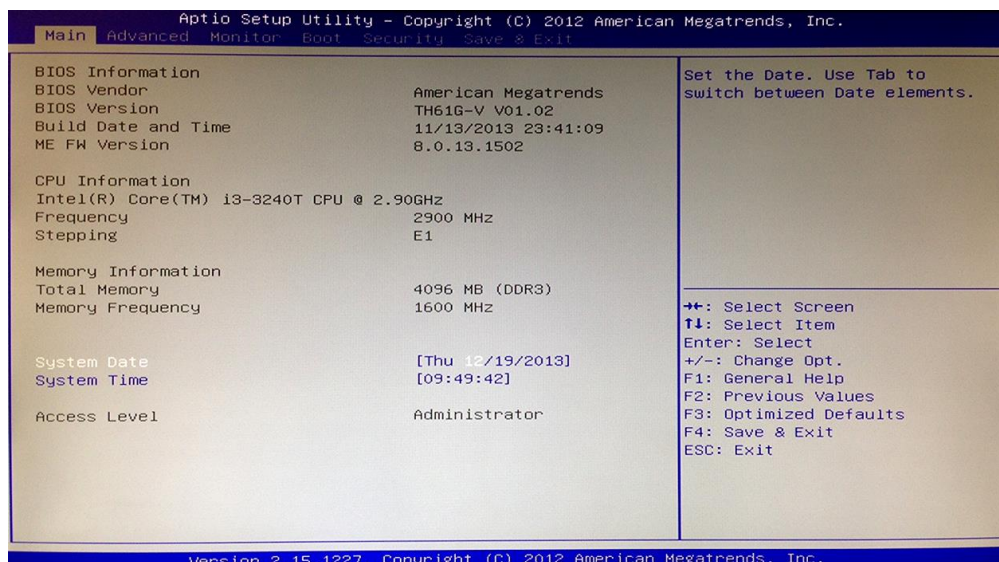 Aptio Setup Utility – Copyright (C) 2012 American Megatrends, Inc.
Main Advanced Monitor Boot Security Save & Exit
BIOS Information
BIOS Vendor American Megatrends
BIOS Version TH61G-V V01.02
Build Date and Time 11/13/2013 23:41:09
ME FW Version 8.0.13.1502
CPU Information
Intel(R) Core(TM) i3-3240T CPU @ 2.90GHz
Frequency 2900 MHz
Stepping E1
Memory Information
Total Memory 4096 MB (DDR3)
Memory Frequency 1600 MHz
System Date [Thu 12/19/2013]
System Time [09:49:42]
Access Level Administrator
Set the Date. Use Tab to
switch between Date elements.
→←: Select Screen
↑↓: Select Item
Enter: Select
+/-: Change Opt.
F1: General Help
F2: Previous Values
F3: Optimized Defaults
F4: Save & Exit
ESC: Exit
Version 2.15.1227. Copyright (C) 2012 American Megatrends, Inc.